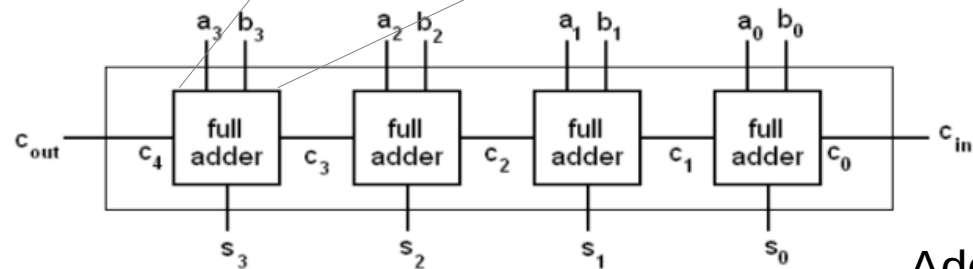 a3 b3 a2 b2 a1 b1 a0 b0
full adder full adder full adder full adder
cout c4 c3 c2 c1 c0 cin
s3 s2 s1 s0